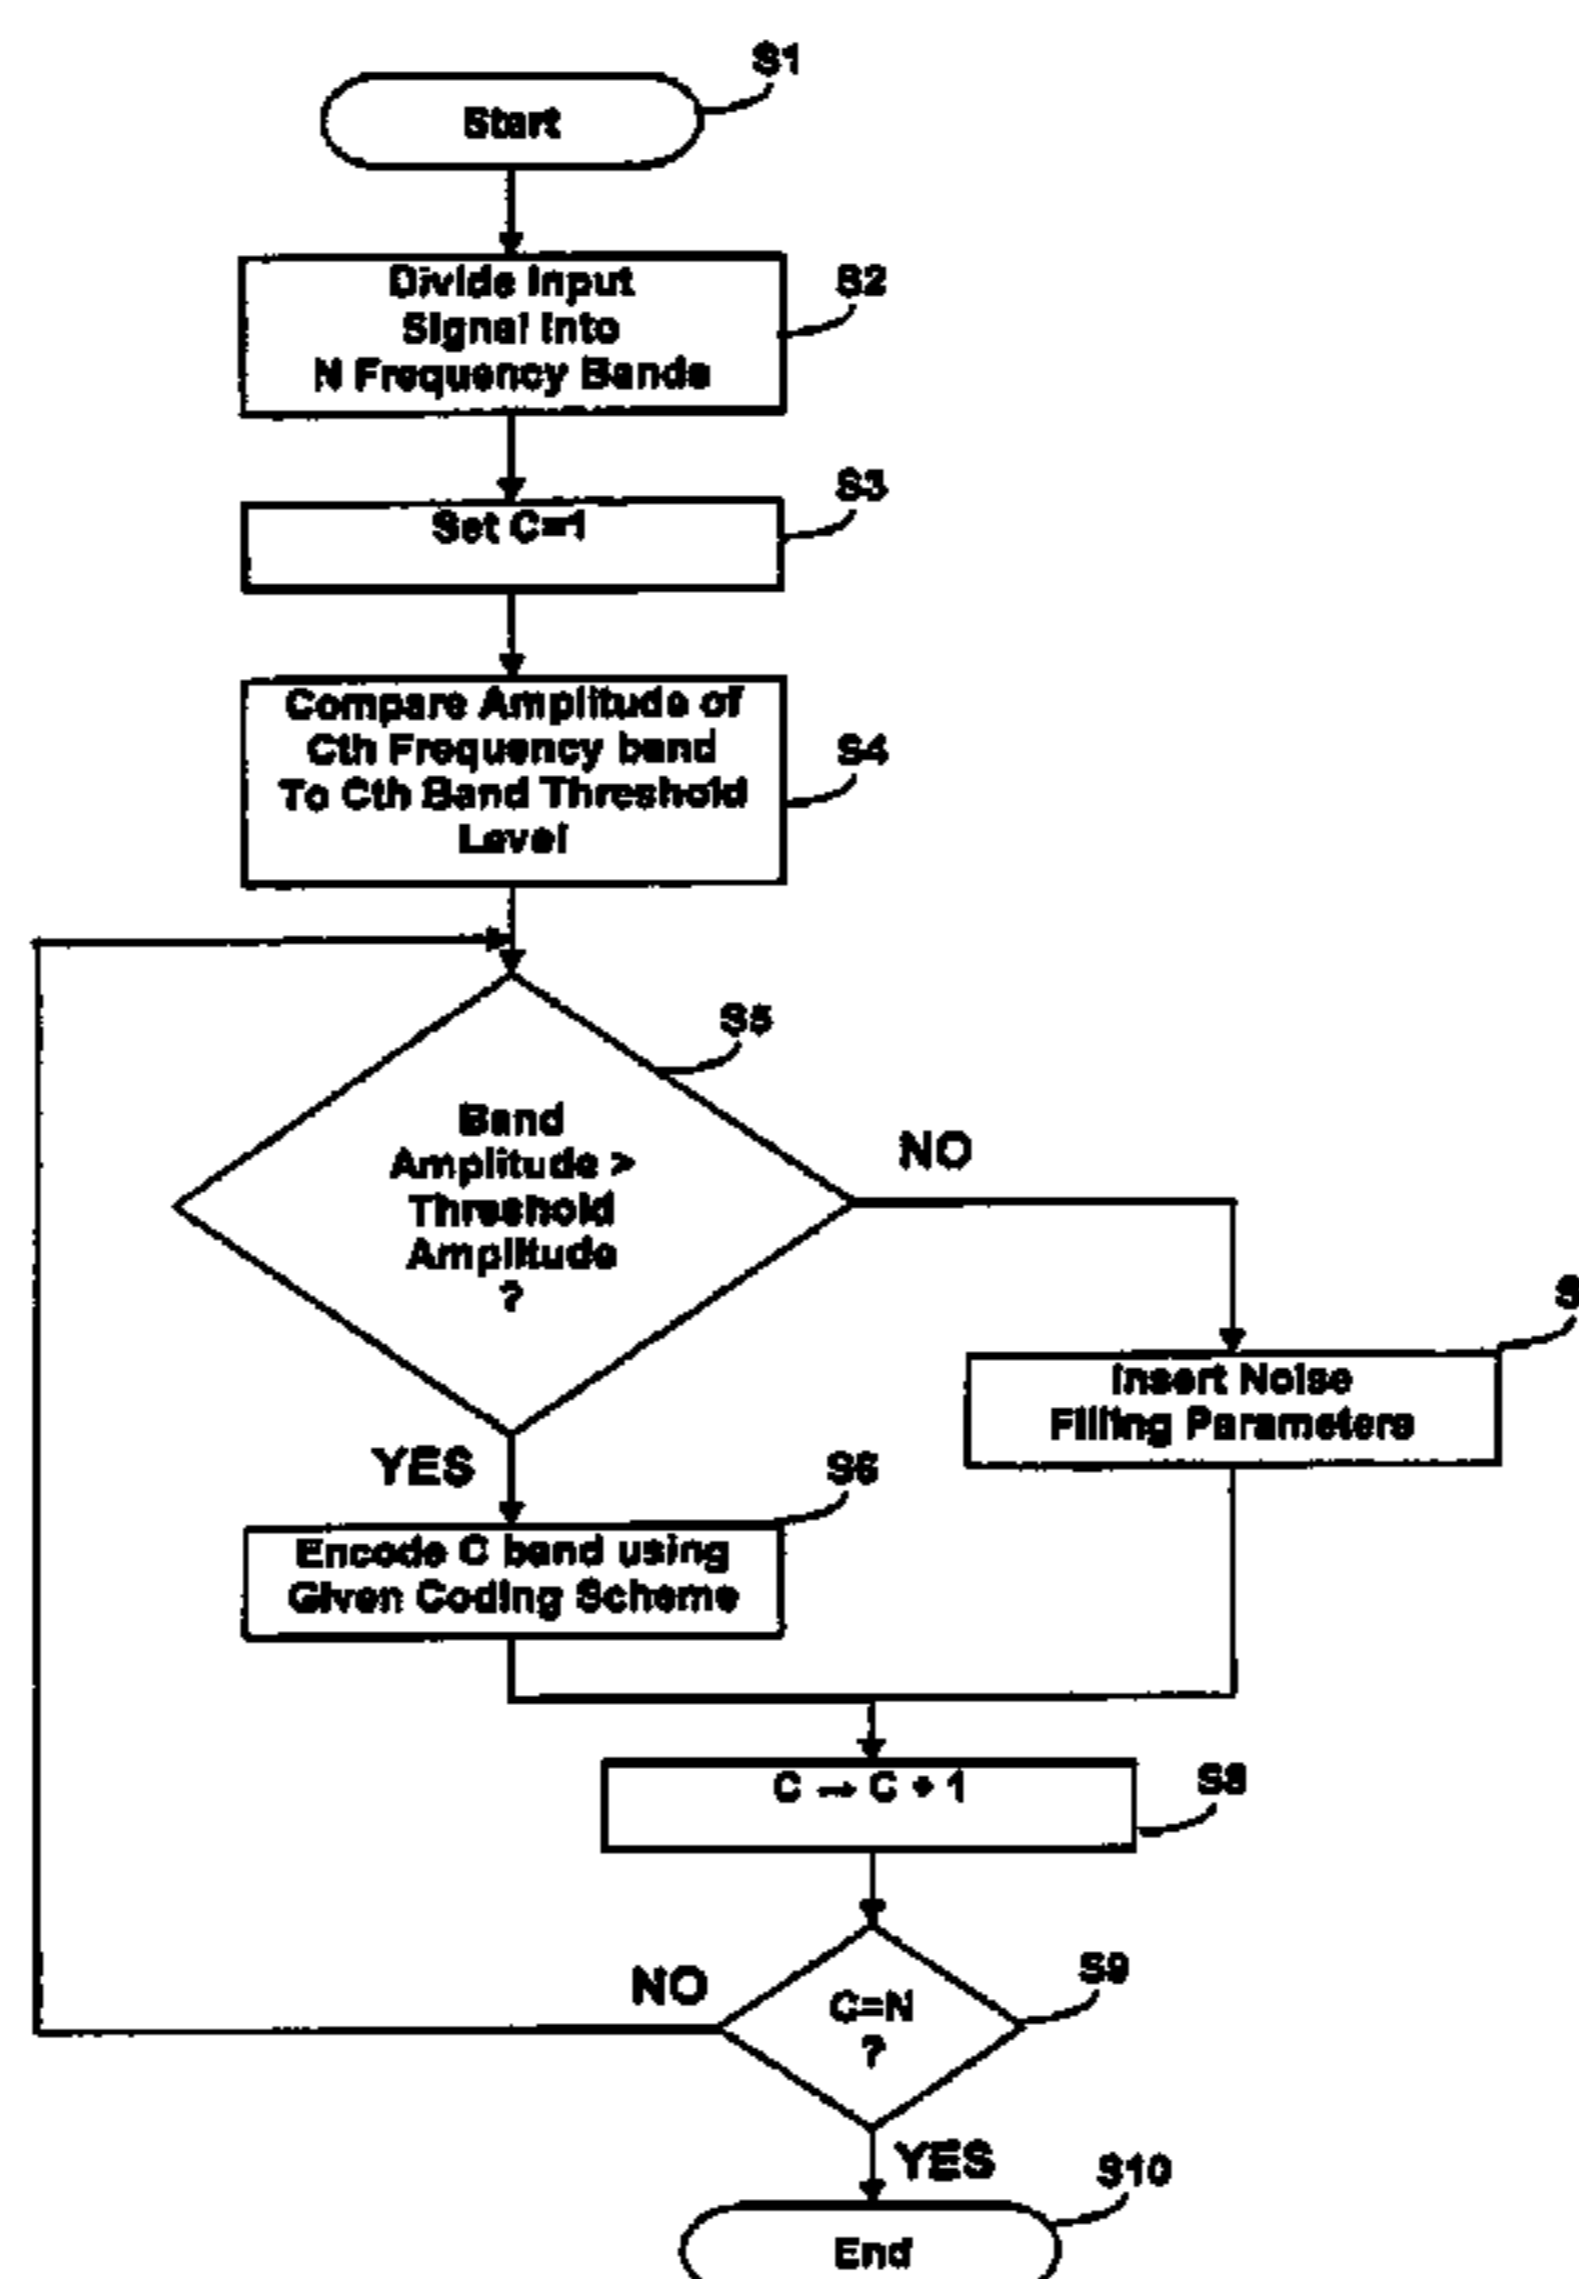 S1
Start
S2
Divide Input
Signal Into
N Frequency Bands
S3
Set C=1
S4
Compare Amplitude of
Cth Frequency band
To Cth Band Threshold
Level
S5
Band
Amplitude >
Threshold
Amplitude
?
NO
S
Insert Noise
Filling Parameters
YES
S6
Encode C band using
Given Coding Scheme
C → C + 1
S8
S9
NO
C=N
?
YES
S10
End